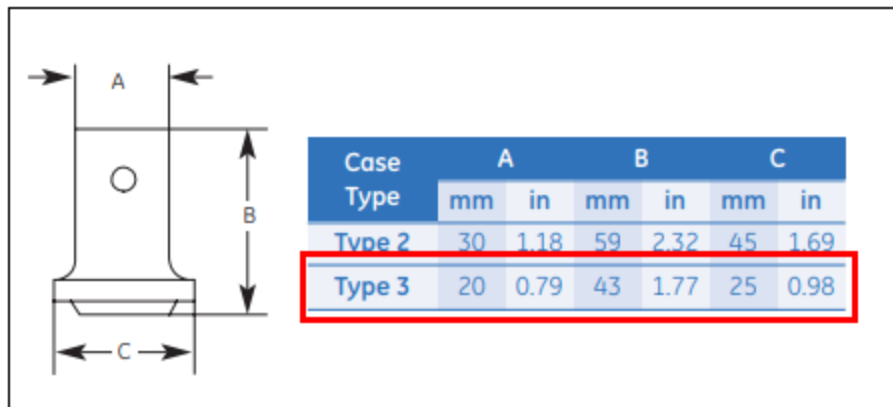 A
B
C
Case Type A B C
mm in mm in mm in
Type 2 30 1.18 59 2.32 45 1.69
Type 3 20 0.79 43 1.77 25 0.98